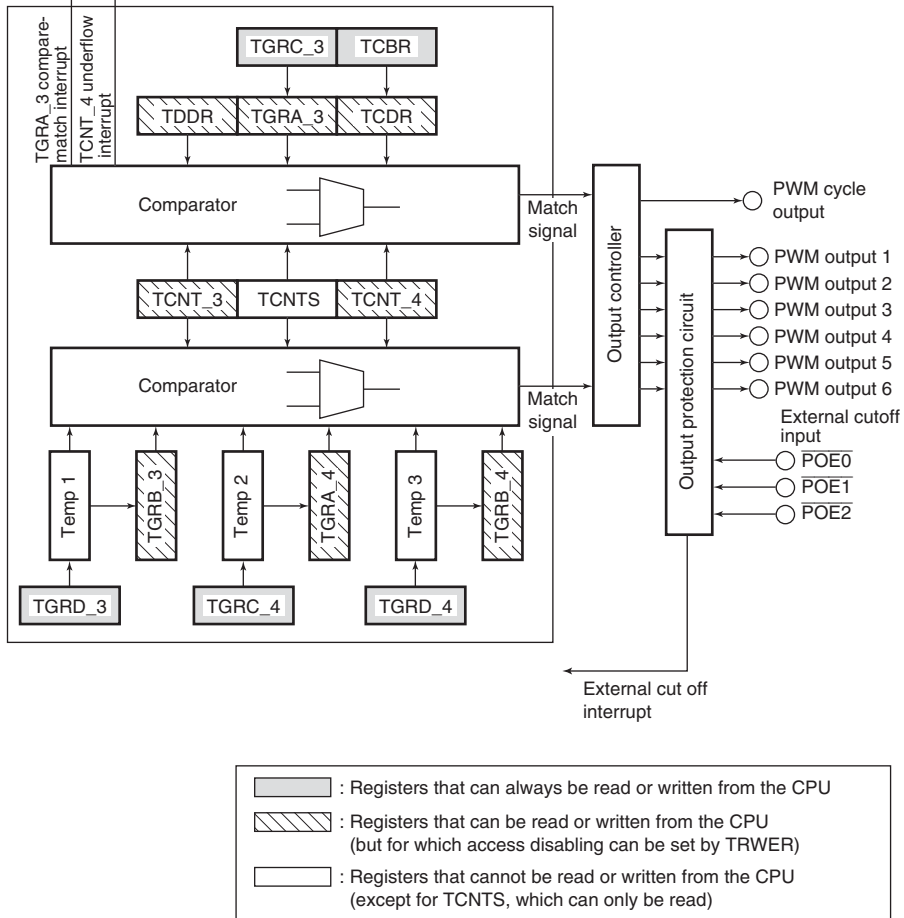 TGRA_3 compare-
match interrupt
TCNT_4 underflow
interrupt
TGRC_3
TCBR
TDDR
TGRA_3
TCDR
Comparator
Match
signal
TCNT_3
TCNTS
TCNT_4
Comparator
Match
signal
Output controller
Output protection circuit
PWM cycle
output
PWM output 1
PWM output 2
PWM output 3
PWM output 4
PWM output 5
PWM output 6
External cutoff
input
POE0
POE1
POE2
Temp 1
TGRB_3
Temp 2
TGRA_4
Temp 3
TGRB_4
TGRD_3
TGRC_4
TGRD_4
External cut off
interrupt
: Registers that can always be read or written from the CPU
: Registers that can be read or written from the CPU
(but for which access disabling can be set by TRWER)
: Registers that cannot be read or written from the CPU
(except for TCNTS, which can only be read)